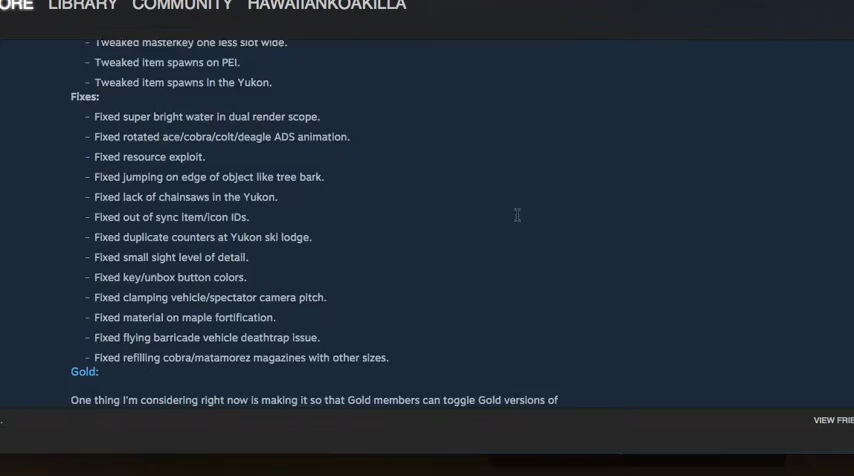 ORE LIBRARY COMMUNITY HAWAIIANKOAKILLA
- Tweaked masterkey one less slot wide.
- Tweaked item spawns on PEI.
- Tweaked item spawns in the Yukon.
Fixes:
- Fixed super bright water in dual render scope.
- Fixed rotated ace/cobra/colt/deagle ADS animation.
- Fixed resource exploit.
- Fixed jumping on edge of object like tree bark.
- Fixed lack of chainsaws in the Yukon.
- Fixed out of sync item/icon IDs.
- Fixed duplicate counters at Yukon ski lodge.
- Fixed small sight level of detail.
- Fixed key/unbox button colors.
- Fixed clamping vehicle/spectator camera pitch.
- Fixed material on maple fortification.
- Fixed flying barricade vehicle deathtrap issue.
- Fixed refilling cobra/matamorez magazines with other sizes.
Gold:
One thing I'm considering right now is making it so that Gold members can toggle Gold versions of
VIEW FRIE